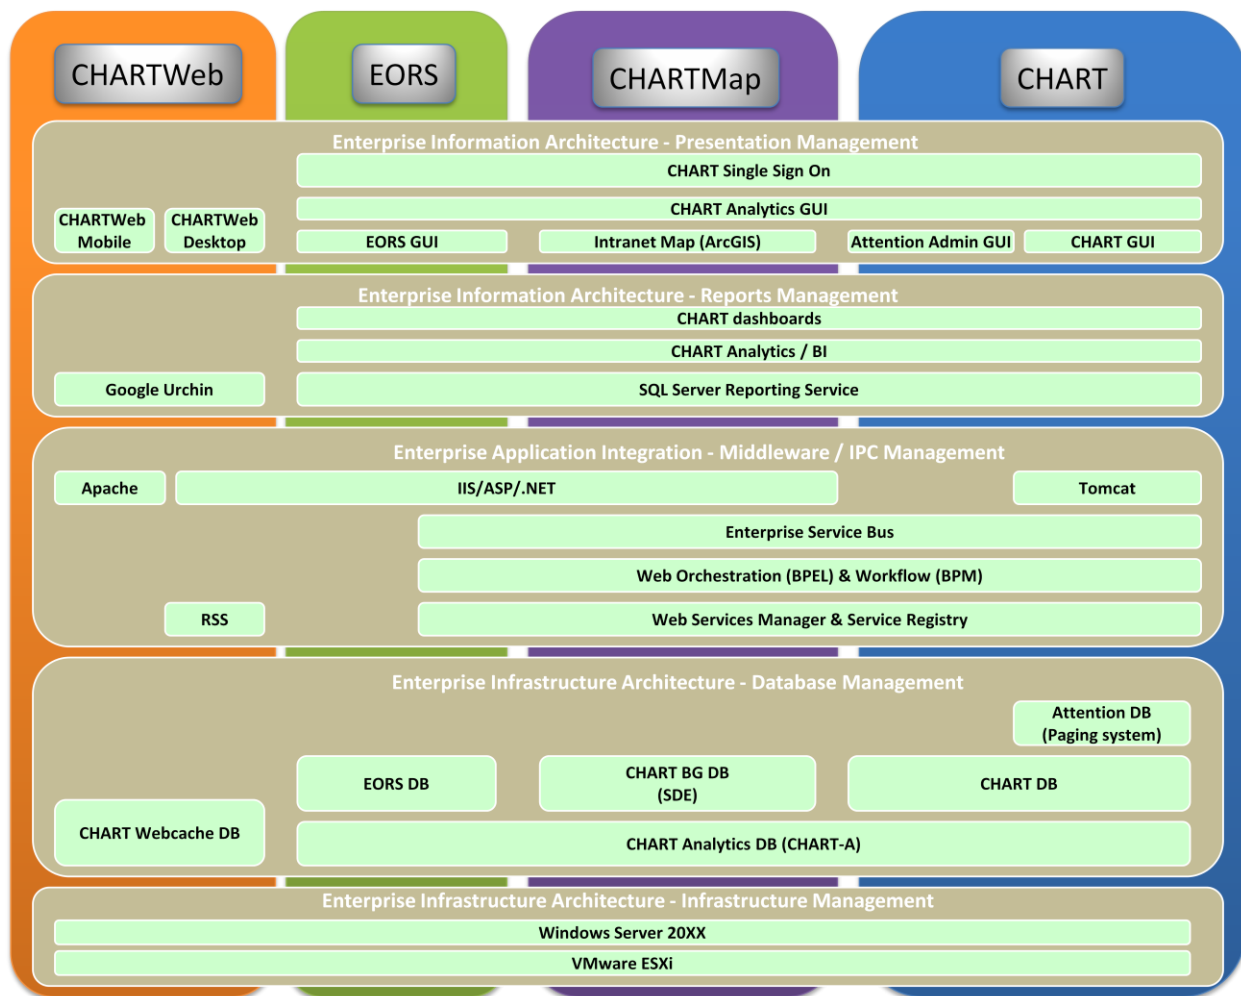 CHARTWeb
EORS
CHARTMap
CHART
Enterprise Information Architecture - Presentation Management
CHART Single Sign On
CHART Analytics GUI
CHARTWeb
Mobile
CHARTWeb
Desktop
EORS GUI
Intranet Map (ArcGIS)
Attention Admin GUI
CHART GUI
Enterprise Information Architecture - Reports Management
CHART dashboards
CHART Analytics / BI
Google Urchin
SQL Server Reporting Service
Enterprise Application Integration - Middleware / IPC Management
Apache
IIS/ASP/.NET
Tomcat
Enterprise Service Bus
Web Orchestration (BPEL) & Workflow (BPM)
RSS
Web Services Manager & Service Registry
Enterprise Infrastructure Architecture - Database Management
Attention DB
(Paging system)
EORS DB
CHART BG DB
(SDE)
CHART DB
CHART Webcache DB
CHART Analytics DB (CHART-A)
Enterprise Infrastructure Architecture - Infrastructure Management
Windows Server 20XX
VMware ESXi